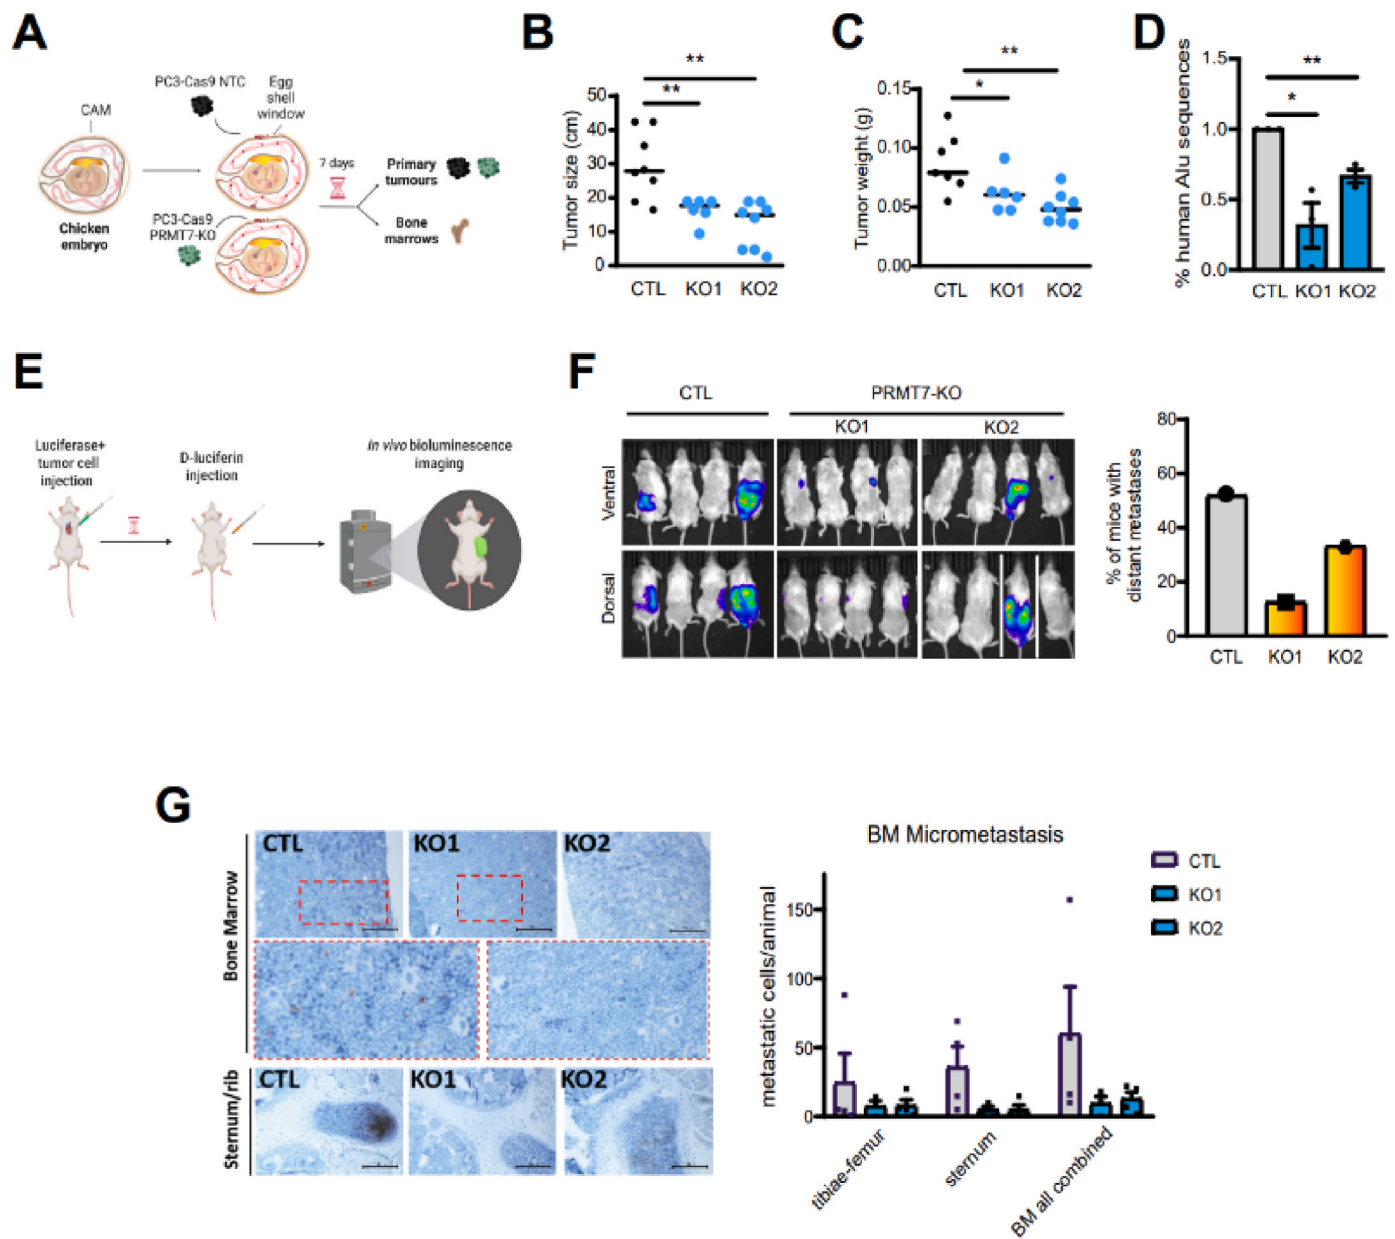 A
PC3-Cas9 NTC
Egg
shell
window
CAM
7 days
Primary
tumours
Bone
marrows
PC3-Cas9
PRMT7-KO
Chicken
embryo
B
**
**
Tumor size (cm)
50
40
30
20
10
0
CTL KO1 KO2
C
**
*
Tumor weight (g)
0.15
0.10
0.05
0.00
CTL KO1 KO2
D
**
*
% human Alu sequences
1.5
1.0
0.5
0.0
CTL KO1 KO2
E
Luciferase+
tumor cell
injection
D-luciferin
injection
In vivo bioluminescence
imaging
F
CTL PRMT7-KO
KO1 KO2
Ventral
Dorsal
% of mice with
distant metastases
80
60
40
20
0
CTL KO1 KO2
G
Bone Marrow
CTL KO1 KO2
Sternum/rib
CTL KO1 KO2
BM Micrometastasis
metastatic cells/animal
150
100
50
0
tibiae-femur
sternum
BM all combined
CTL
KO1
KO2